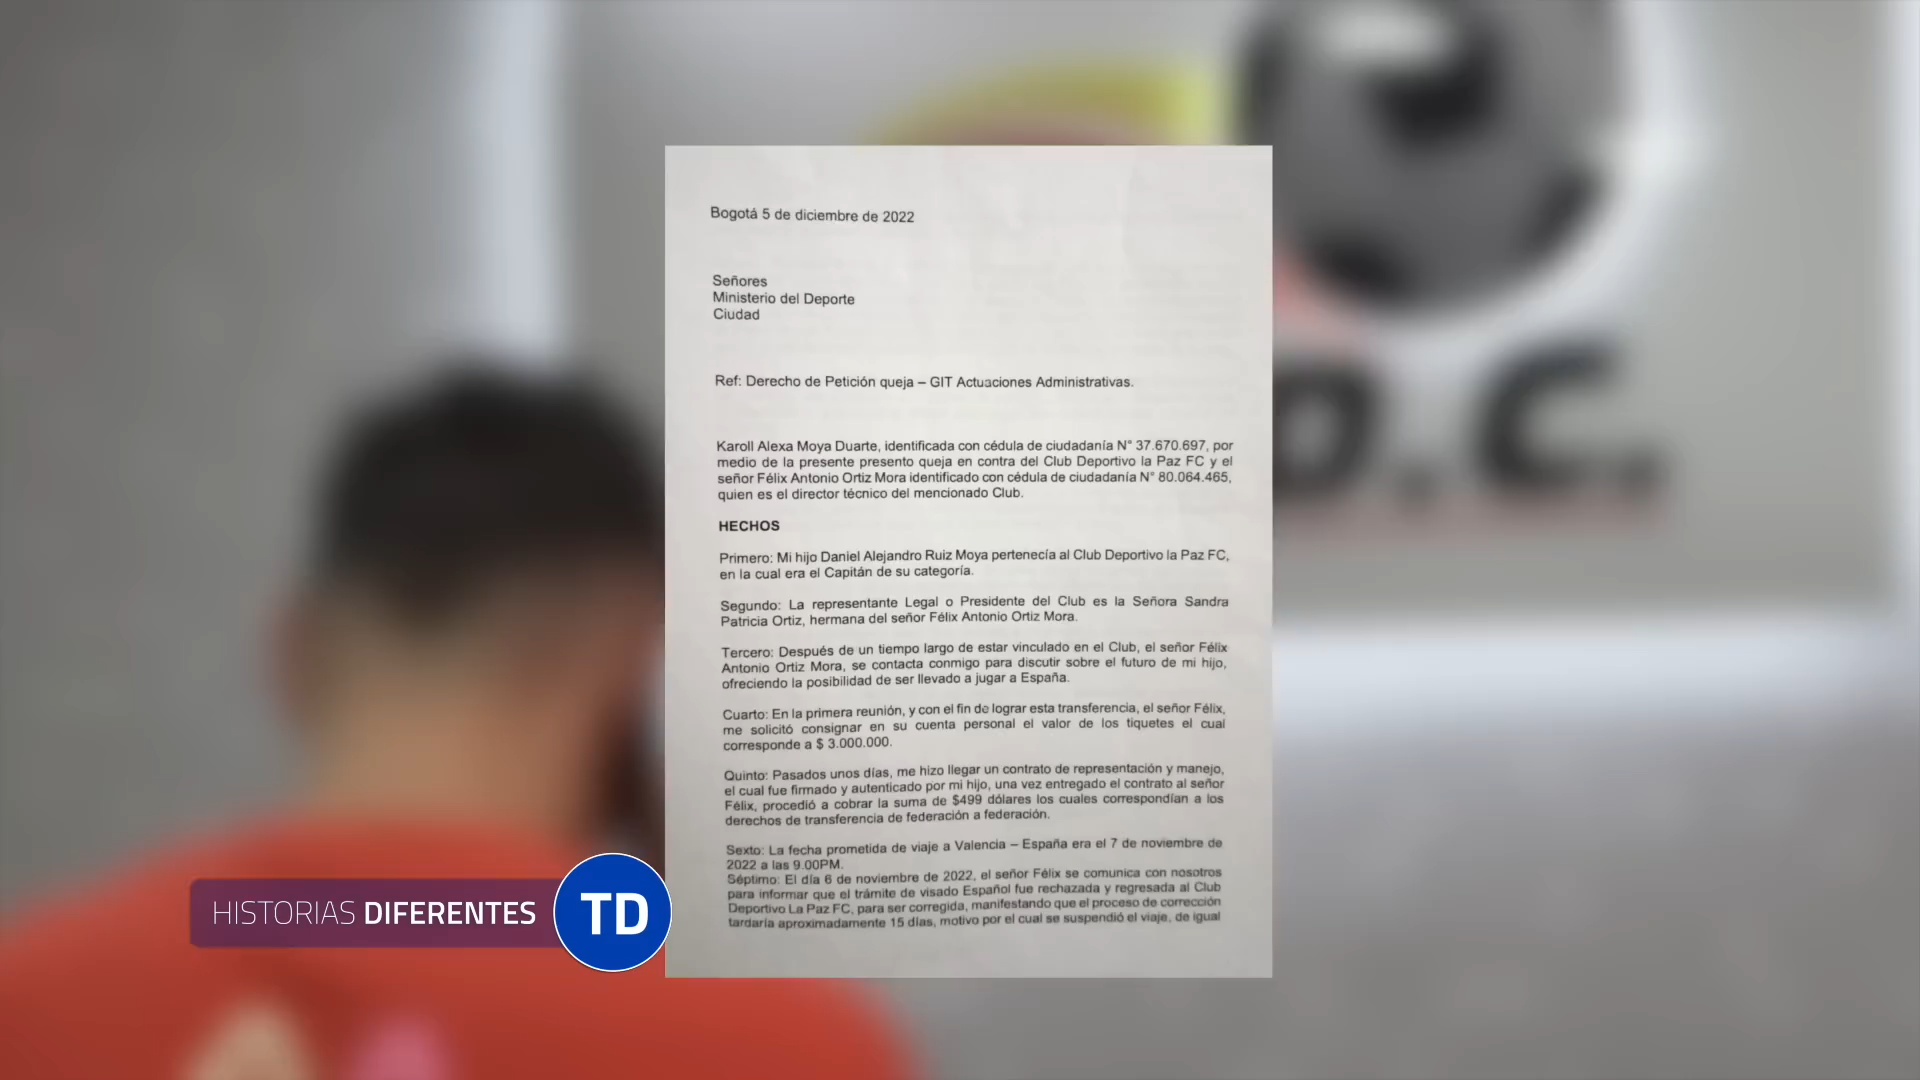 Bogotá 5 de diciembre de 2022
Señores
Ministerio del Deporte
Ciudad
Ref: Derecho de Petición queja – GIT Actuaciones Administrativas.
Karoll Alexa Moya Duarte, identificada con cédula de ciudadanía N° 37.670.697, por
medio de la presente presento queja en contra del Club Deportivo la Paz FC y el
señor Félix Antonio Ortiz Mora identificado con cédula de ciudadanía N° 80.064.465,
quien es el director técnico del mencionado Club.
HECHOS
Primero: Mi hijo Daniel Alejandro Ruiz Moya pertenecía al Club Deportivo la Paz FC,
en la cual era el Capitán de su categoría.
Segundo: La representante Legal o Presidente del Club es la Señora Sandra
Patricia Ortiz, hermana del señor Félix Antonio Ortiz Mora.
Tercero: Después de un tiempo largo de estar vinculado en el Club, el señor Félix
Antonio Ortiz Mora, se contacta conmigo para discutir sobre el futuro de mi hijo,
ofreciendo la posibilidad de ser llevado a jugar a España.
Cuarto: En la primera reunión, y con el fin de lograr esta transferencia, el señor Félix,
me solicitó consignar en su cuenta personal el valor de los tiquetes el cual
corresponde a $ 3.000.000.
Quinto: Pasados unos días, me hizo llegar un contrato de representación y manejo,
el cual fue firmado y autenticado por mi hijo, una vez entregado el contrato al señor
Félix, procedió a cobrar la suma de $499 dólares los cuales correspondían a los
derechos de transferencia de federación a federación.
Sexto: La fecha prometida de viaje a Valencia – España era el 7 de noviembre de
2022 a las 9.00PM.
Séptimo: El día 6 de noviembre de 2022, el señor Félix se comunica con nosotros
para informar que el trámite de visado Español fue rechazada y regresada al Club
Deportivo La Paz FC, para ser corregida, manifestando que el proceso de corrección
tardaría aproximadamente 15 días, motivo por el cual se suspendió el viaje, de igual
HISTORIAS DIFERENTES
TD
D.C.